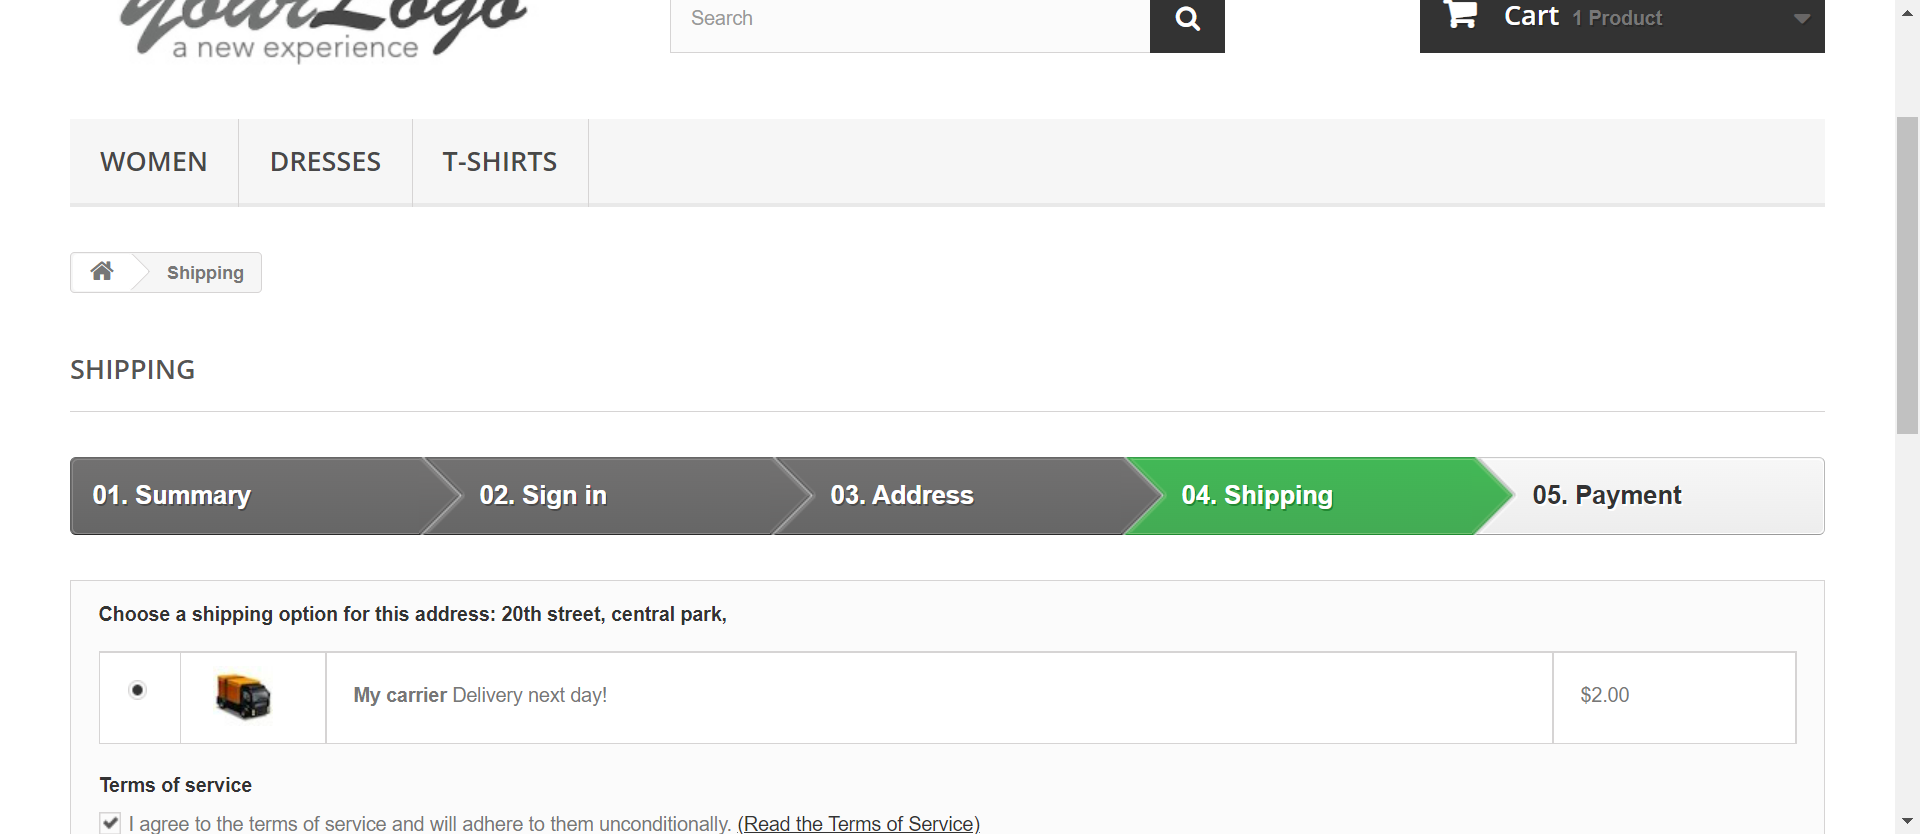 yourLogo
a new experience
Search
Cart 1 Product
WOMEN DRESSES T-SHIRTS
Shipping
SHIPPING
01. Summary 02. Sign in 03. Address 04. Shipping 05. Payment
Choose a shipping option for this address: 20th street, central park,
My carrier Delivery next day! $2.00
Terms of service
I agree to the terms of service and will adhere to them unconditionally. (Read the Terms of Service)